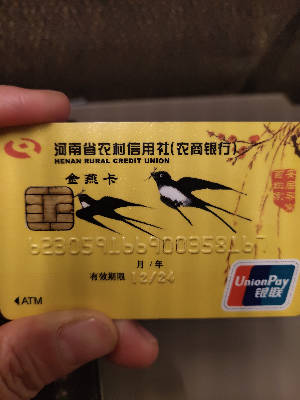 河南省农村信用社(农商银行)
HENAN RURAL CREDIT UNION
金燕卡
月/年
有效期限 12/24
◀ATM
UnionPay
银联